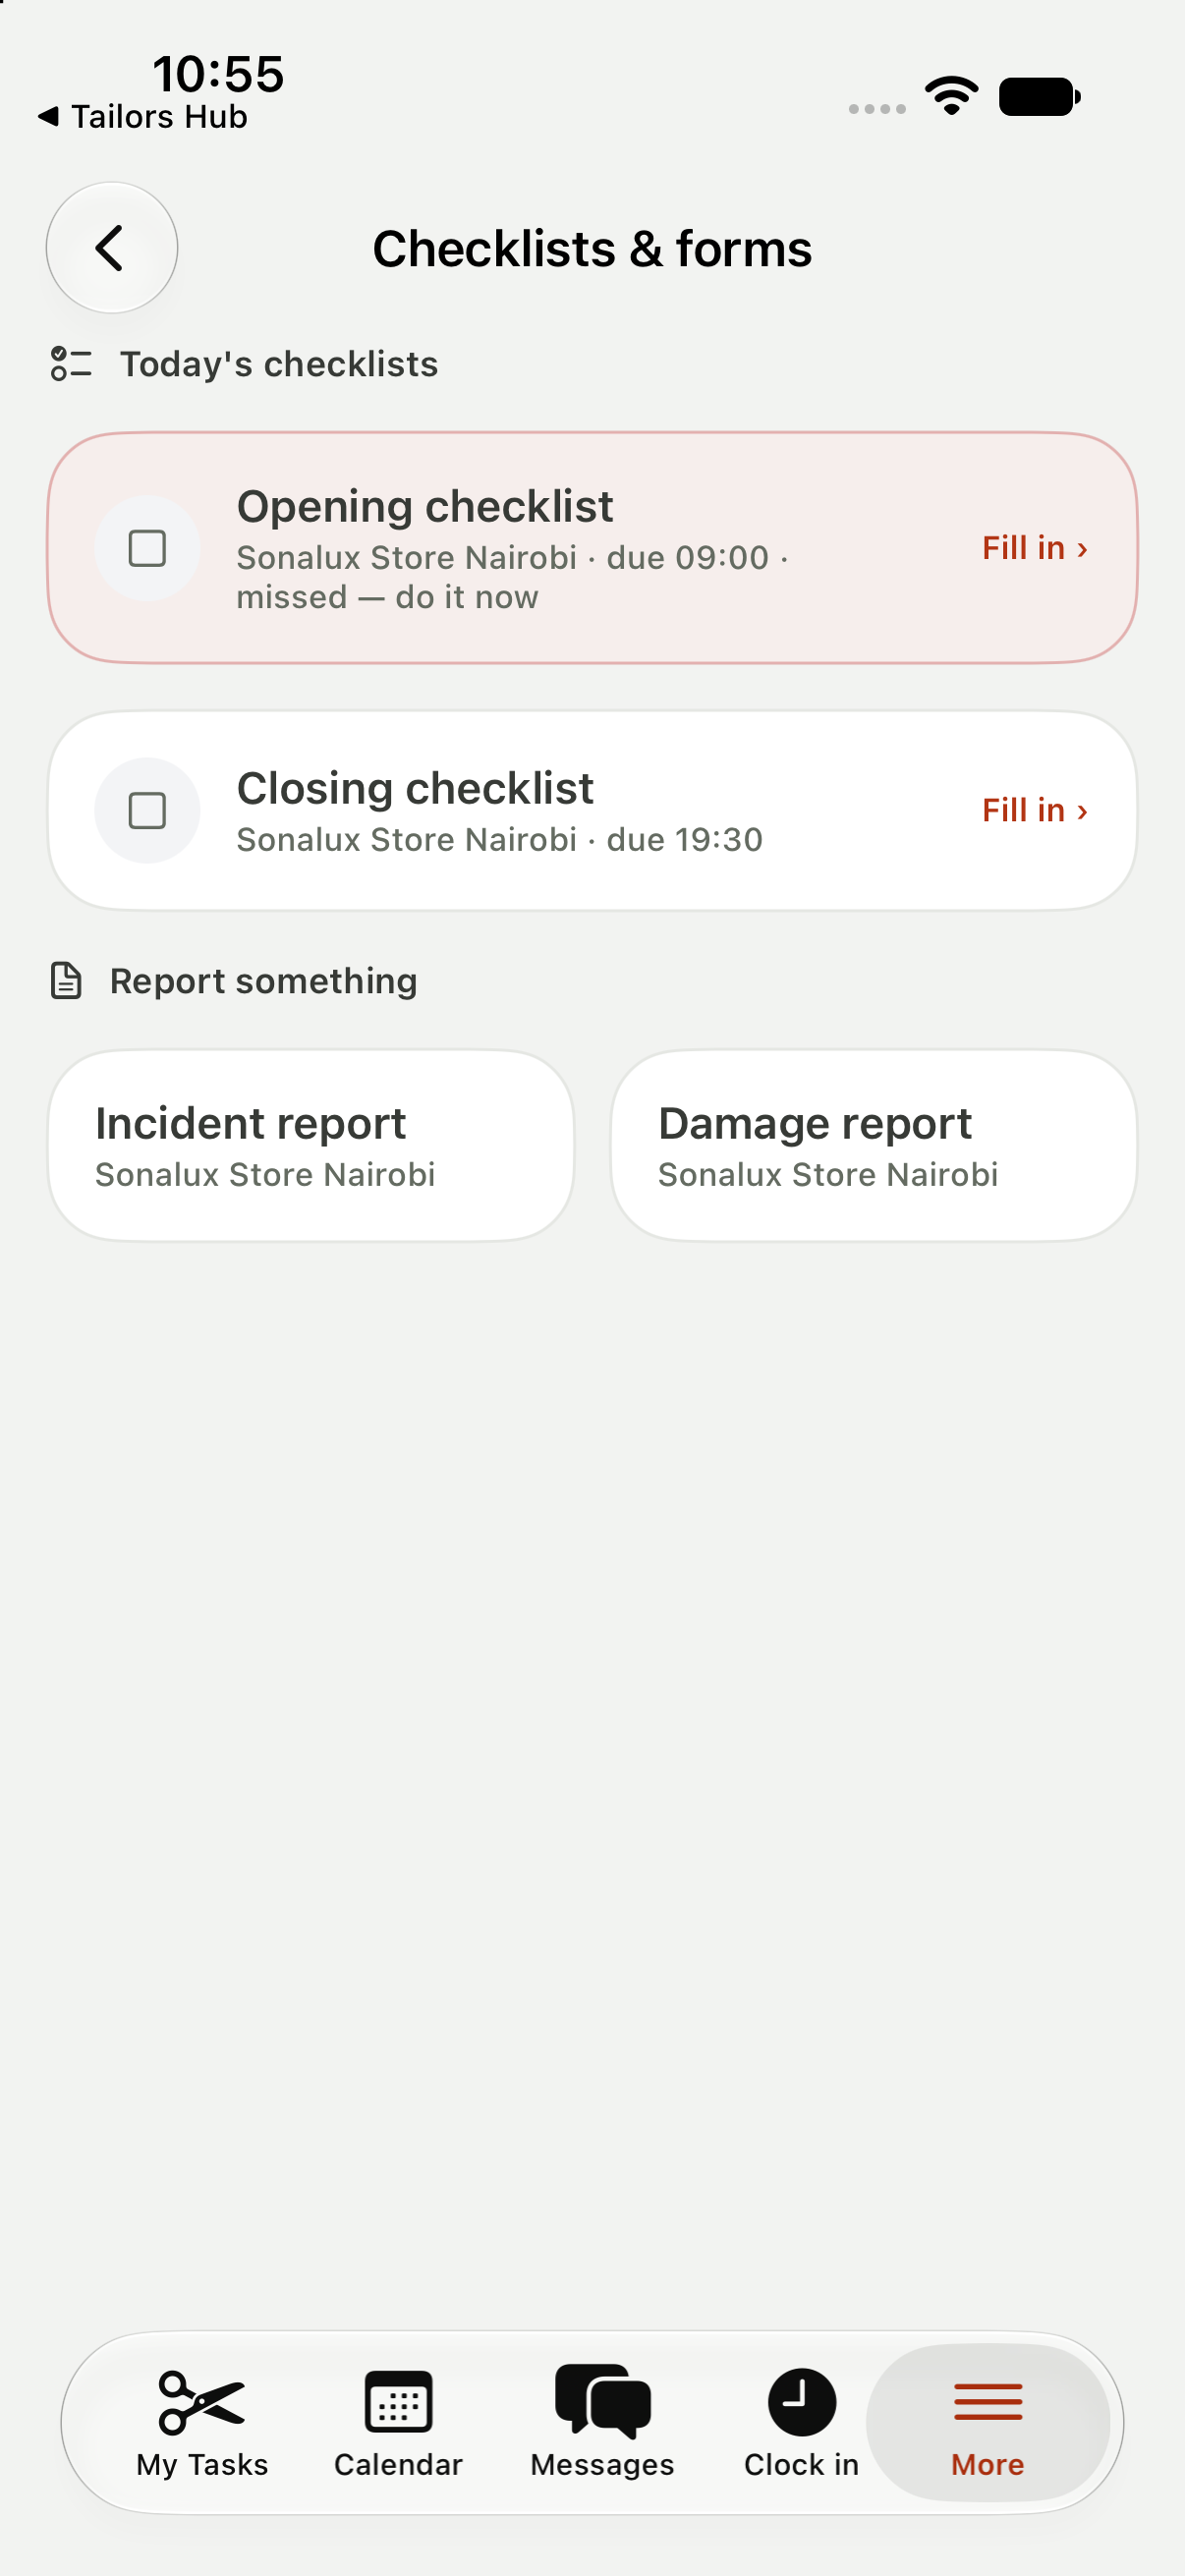 10:55
◀ Tailors Hub
Checklists & forms
Today's checklists
Opening checklist
Sonalux Store Nairobi · due 09:00 ·
missed — do it now
Fill in ›
Closing checklist
Sonalux Store Nairobi · due 19:30
Fill in ›
Report something
Incident report
Sonalux Store Nairobi
Damage report
Sonalux Store Nairobi
My Tasks
Calendar
Messages
Clock in
More